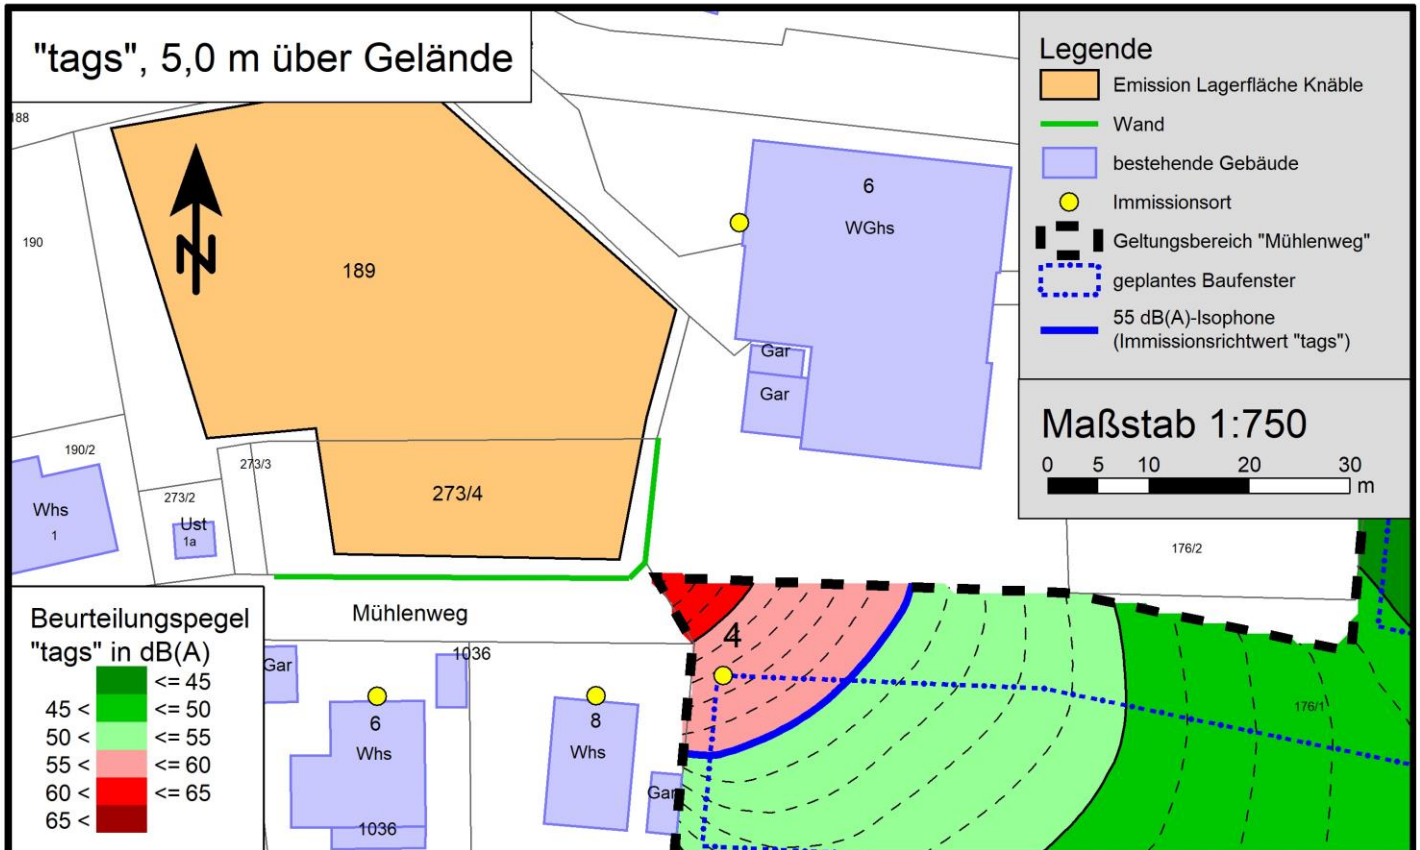 "tags", 5,0 m über Gelände
Legende
Emission Lagerfläche Knäble
Wand
bestehende Gebäude
Immissionsort
Geltungsbereich "Mühlenweg"
geplantes Baufenster
55 dB(A)-Isophone
(Immissionsrichtwert "tags")
Maßstab 1:750
0 5 10 20 30
m
188
190
N
189
6
WGhs
Gar
Gar
190/2
273/3
273/2
273/4
Whs
1
Ust
1a
176/2
Mühlenweg
4
1036
Gar
6
Whs
8
Whs
Gar
1036
176/1
Beurteilungspegel
"tags" in dB(A)
<= 45
45 < <= 50
50 < <= 55
55 < <= 60
60 < <= 65
65 <